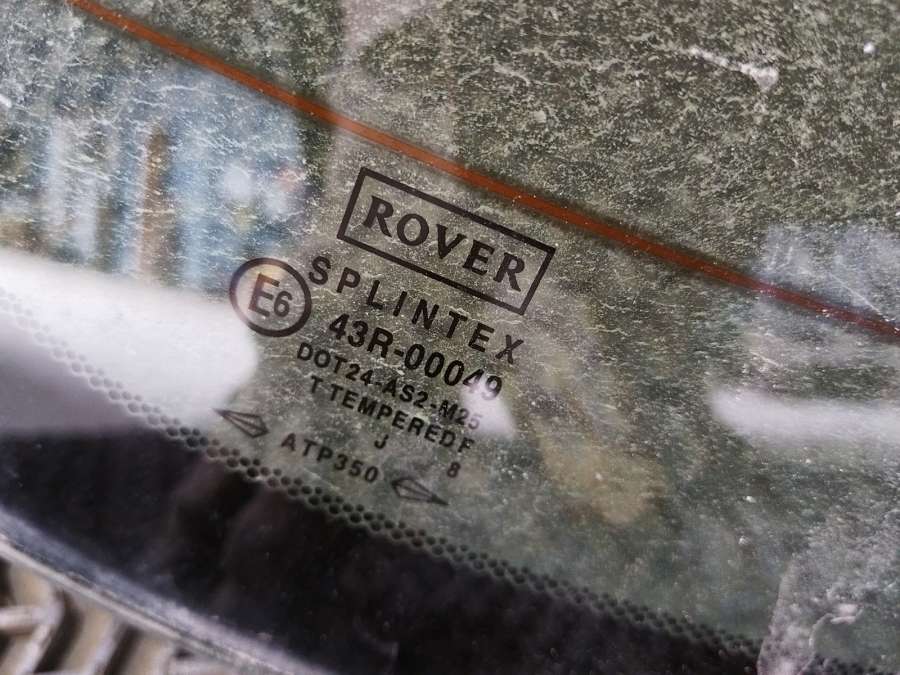 ROVER
SPLINTEX
E6
43R-00049
DOT24-AS2-M25
T TEMPERED F
J 8
ATP350